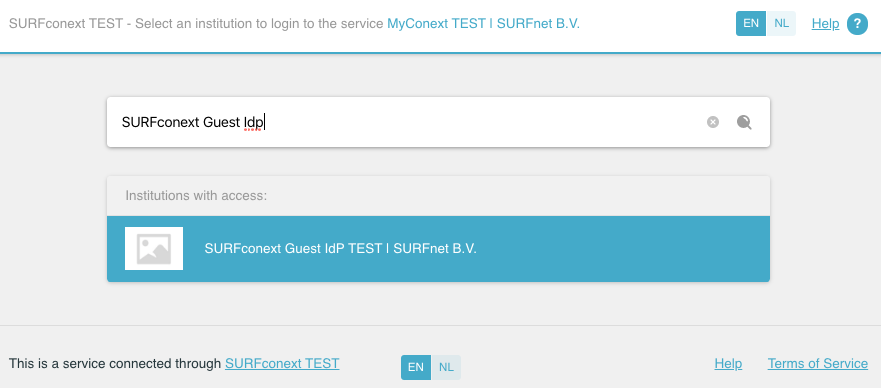 SURFconext TEST - Select an institution to login to the service MyConext TEST | SURFnet B.V.
EN NL
Help ?
SURFconext Guest Idp
Institutions with access:
SURFconext Guest IdP TEST | SURFnet B.V.
This is a service connected through SURFconext TEST
EN NL
Help Terms of Service